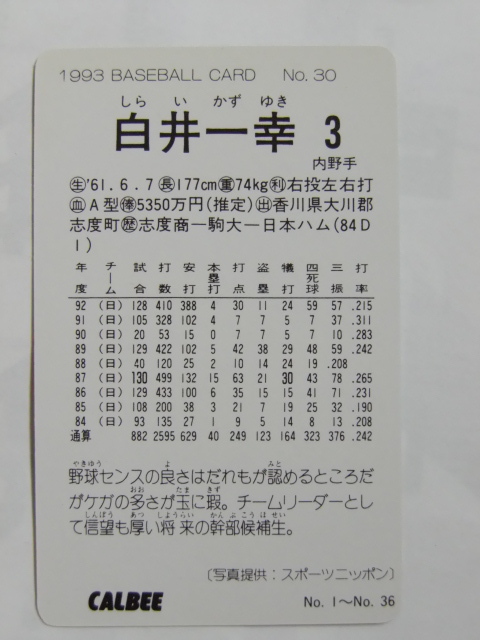 1993 BASEBALL CARD No. 30
しら い かず ゆき
白井一幸 3
内野手
生'61. 6. 7 長177cm 重74kg 利右投左右打
血A型 俸5350万円(推定) 出香川県大川郡
志度町 歴志度商―駒大―日本ハム(84D
1)
年度 チーム 試合 打数 安打 本塁打 打点 盗塁 犠打 四死球 三振 打率
92 (日) 128 410 388 4 30 11 24 59 57 .215
91 (日) 105 328 102 4 7 7 5 7 37 .311
90 (日) 20 53 15 0 7 7 5 7 10 .283
89 (日) 129 422 102 5 42 38 29 48 59 .242
88 (日) 40 120 25 2 10 14 24 19 .208
87 (日) 130 499 132 15 63 21 30 43 78 .265
86 (日) 129 433 100 6 35 15 15 41 71 .231
85 (日) 108 200 38 3 21 7 19 25 32 .190
84 (日) 93 135 27 1 9 5 14 8 13 .208
通算 882 2595 629 40 249 123 164 323 376 .242
やきゅう よ みと
野球センスの良さはだれもが認めるところだ
おお たま きず
がケガの多さが玉に瑕。チームリーダーとし
しんぼう あつ しょうらい かん ぶ こう ほ せい
て信望も厚い将来の幹部候補生。
〔写真提供:スポーツニッポン〕
CALBEE No. 1〜No. 36